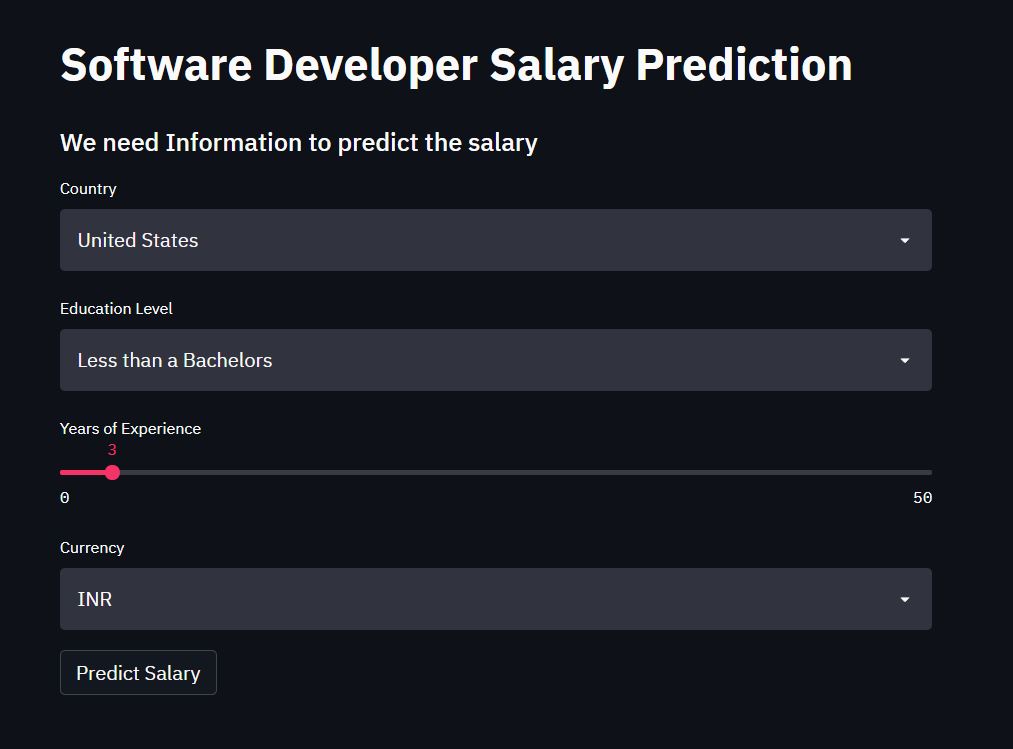 Software Developer Salary Prediction
We need Information to predict the salary
Country
United States
Education Level
Less than a Bachelors
Years of Experience
3
0 50
Currency
INR
Predict Salary